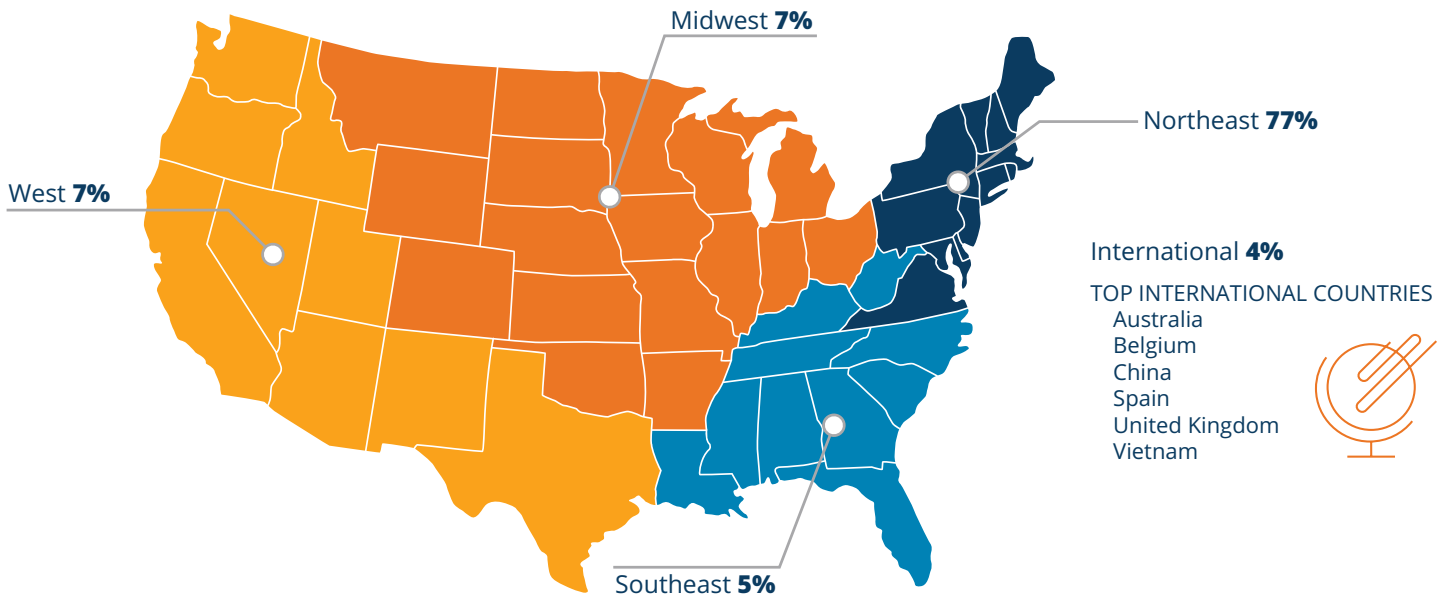 Midwest 7%
Northeast 77%
West 7%
International 4%
TOP INTERNATIONAL COUNTRIES
Australia
Belgium
China
Spain
United Kingdom
Vietnam
Southeast 5%